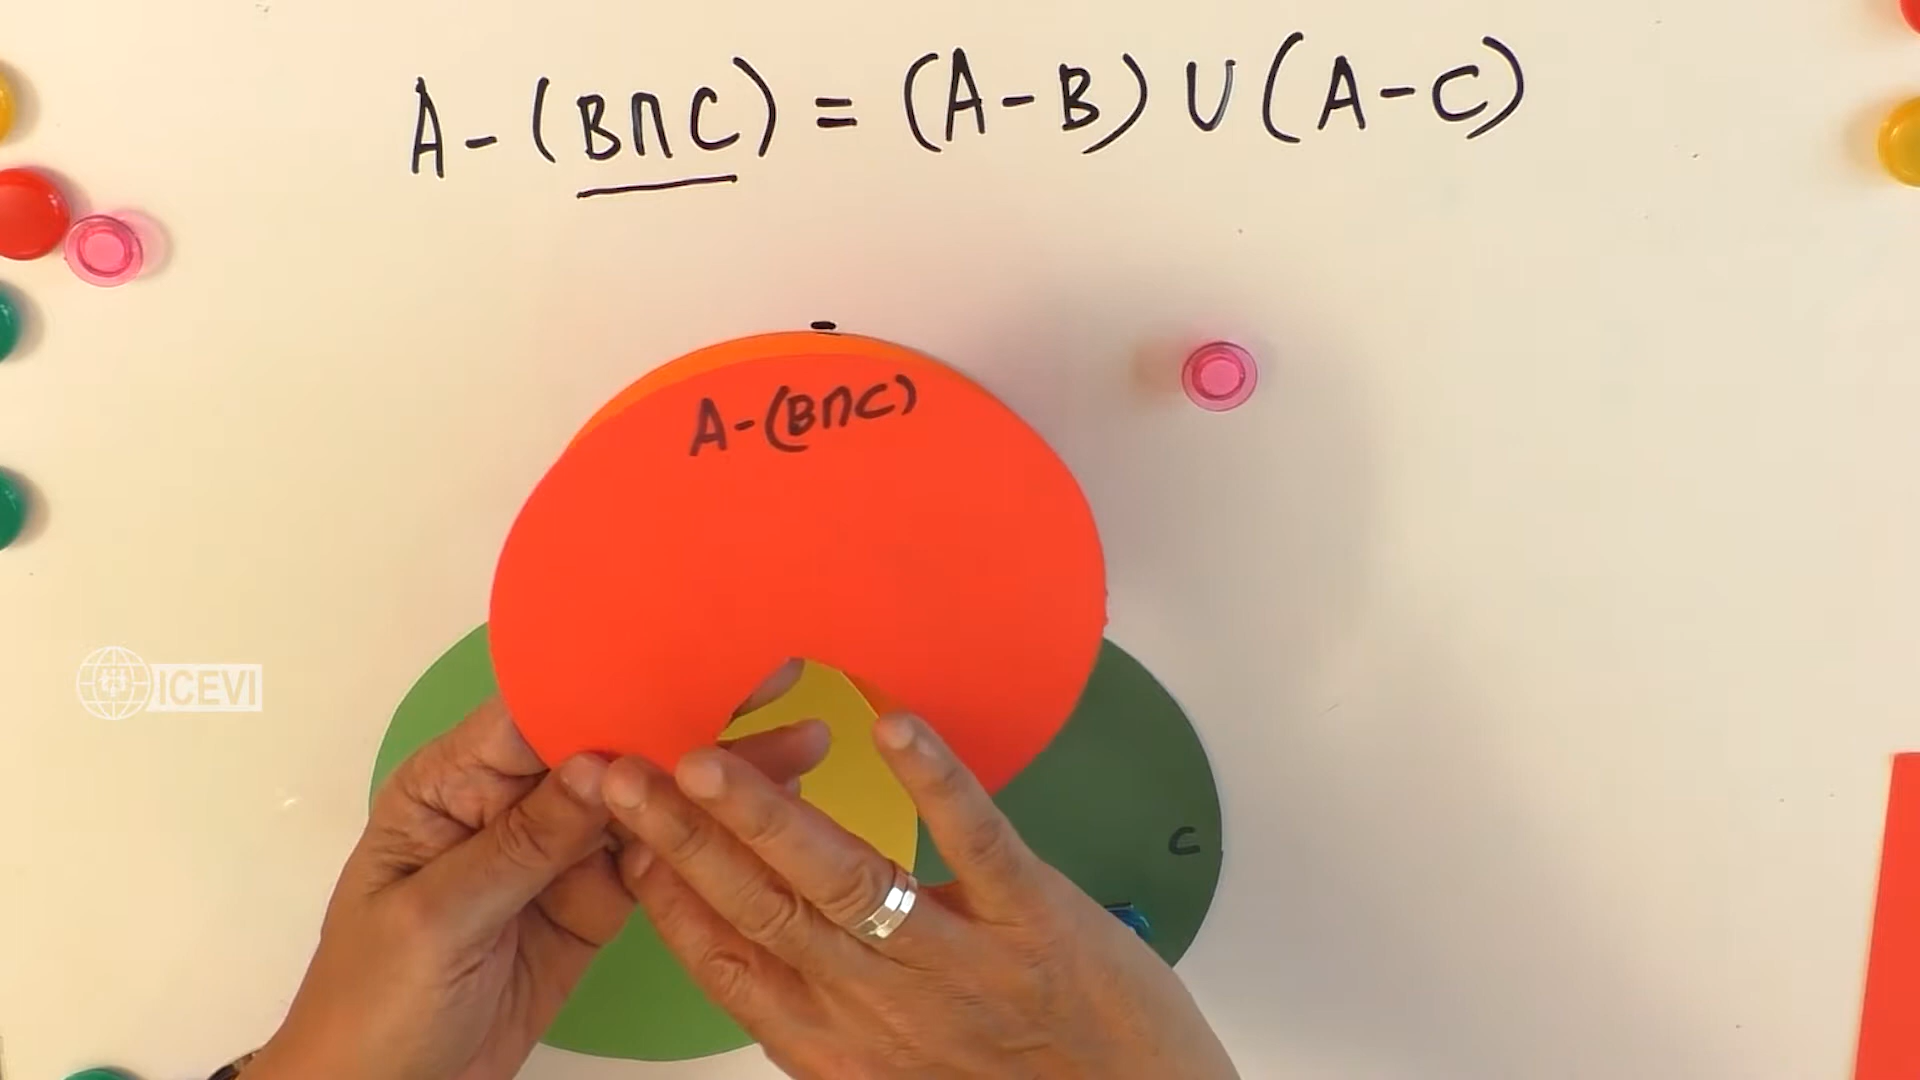 A-(B∩C) = (A-B) ∪ (A-C)
A-(B∩C)
ICEVI
C